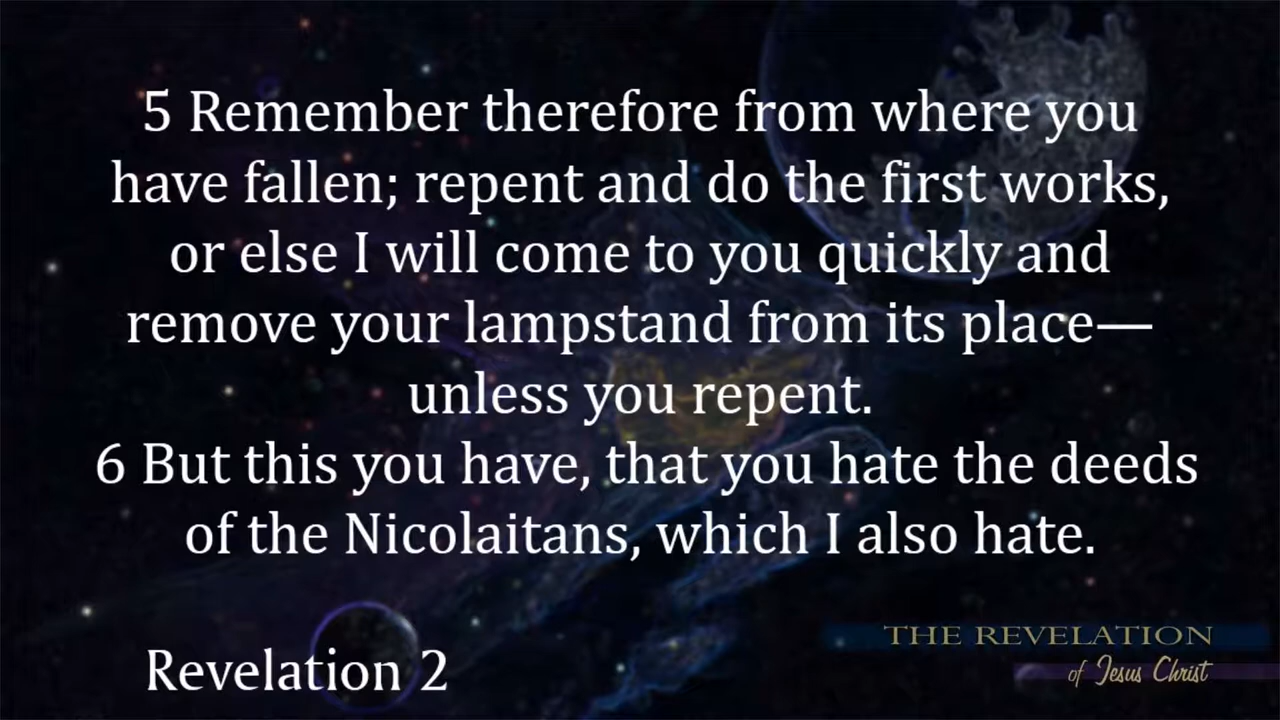 5 Remember therefore from where you
have fallen; repent and do the first works,
or else I will come to you quickly and
remove your lampstand from its place—
unless you repent.
6 But this you have, that you hate the deeds
of the Nicolaitans, which I also hate.
Revelation 2
THE REVELATION
of Jesus Christ